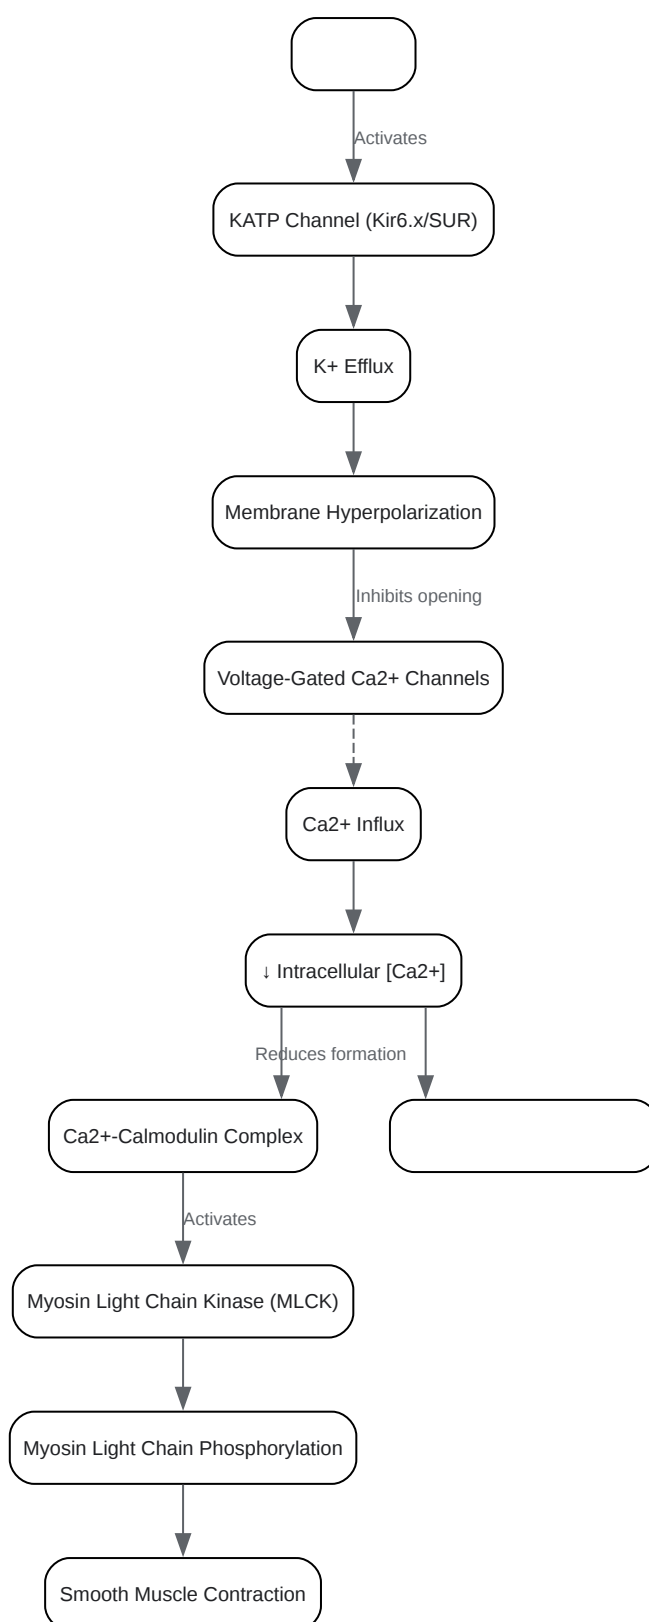 Activates
KATP Channel (Kir6.x/SUR)
K+ Efflux
Membrane Hyperpolarization
Inhibits opening
Voltage-Gated Ca2+ Channels
Ca2+ Influx
↓ Intracellular [Ca2+]
Reduces formation
Ca2+-Calmodulin Complex
Activates
Myosin Light Chain Kinase (MLCK)
Myosin Light Chain Phosphorylation
Smooth Muscle Contraction